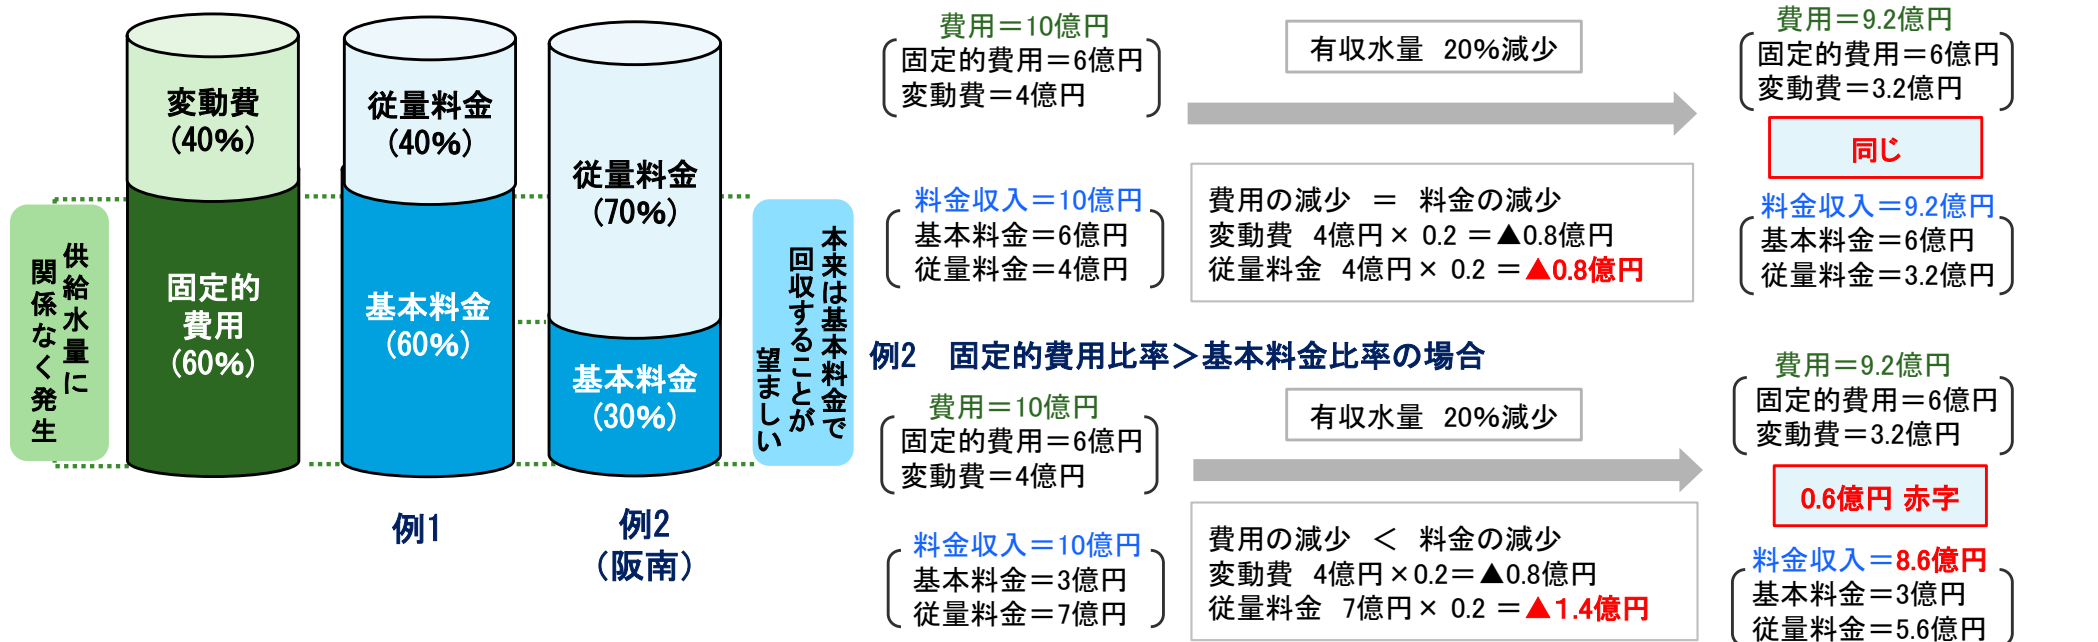 変動費
(40%)
固定的
費用
(60%)
従量料金
(40%)
基本料金
(60%)
従量料金
(70%)
基本料金
(30%)
供給水量に
関係なく発生
本来は基本料金で
回収することが
望ましい
例1
例2
(阪南)
費用＝10億円
固定的費用＝6億円
変動費＝4億円
有収水量 20%減少
費用＝9.2億円
固定的費用＝6億円
変動費＝3.2億円
同じ
料金収入＝10億円
基本料金＝6億円
従量料金＝4億円
費用の減少 ＝ 料金の減少
変動費 4億円× 0.2 ＝▲0.8億円
従量料金 4億円× 0.2 ＝▲0.8億円
料金収入＝9.2億円
基本料金＝6億円
従量料金＝3.2億円
例2 固定的費用比率＞基本料金比率の場合
費用＝10億円
固定的費用＝6億円
変動費＝4億円
有収水量 20%減少
費用＝9.2億円
固定的費用＝6億円
変動費＝3.2億円
0.6億円 赤字
料金収入＝10億円
基本料金＝3億円
従量料金＝7億円
費用の減少 ＜ 料金の減少
変動費 4億円×0.2＝▲0.8億円
従量料金 7億円× 0.2 ＝▲1.4億円
料金収入＝8.6億円
基本料金＝3億円
従量料金＝5.6億円